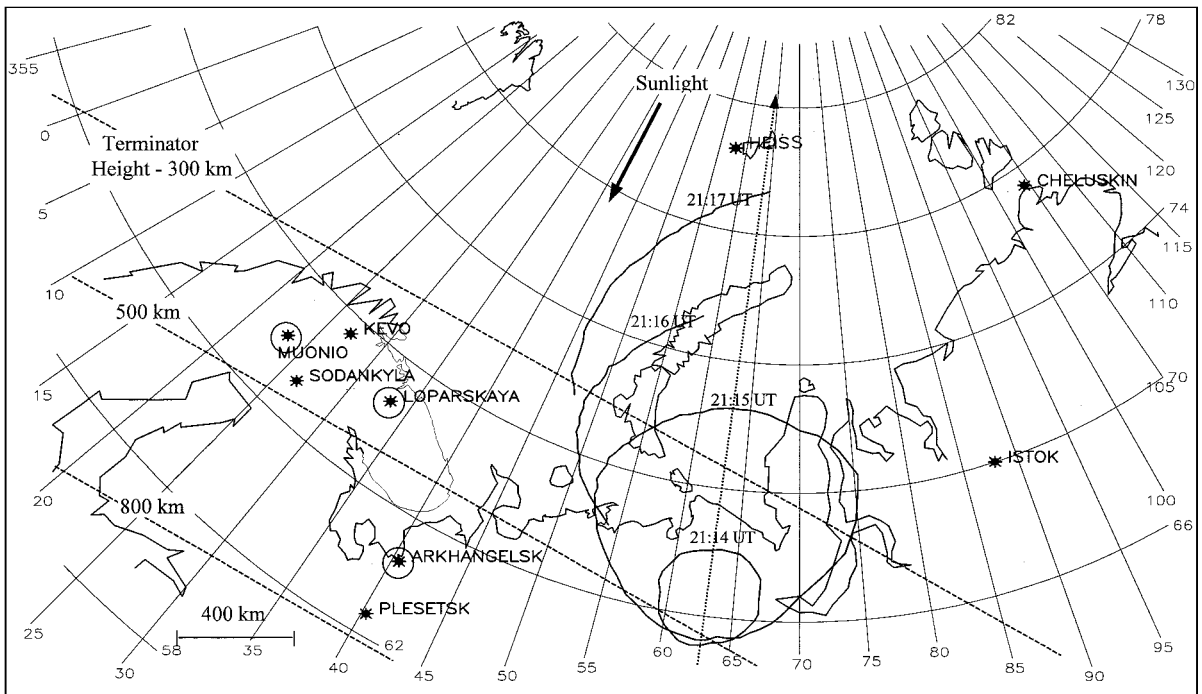 82
78
355
130
Sunlight
125
0
Terminator
Height - 300 km
HEISS
120
CHELUSKIN
21:17 UT
74
5
115
10
110
500 km
21:16 UT
KEVO
MUONIO
70
SODANKYLA
105
15
LOPARSKAYA
21:15 UT
ISTOK
20
100
800 km
66
21:14 UT
ARKHANGELSK
PLESETSK
400 km
25
58
35
62
95
30
40
45
50
55
60
65
70
75
80
85
90